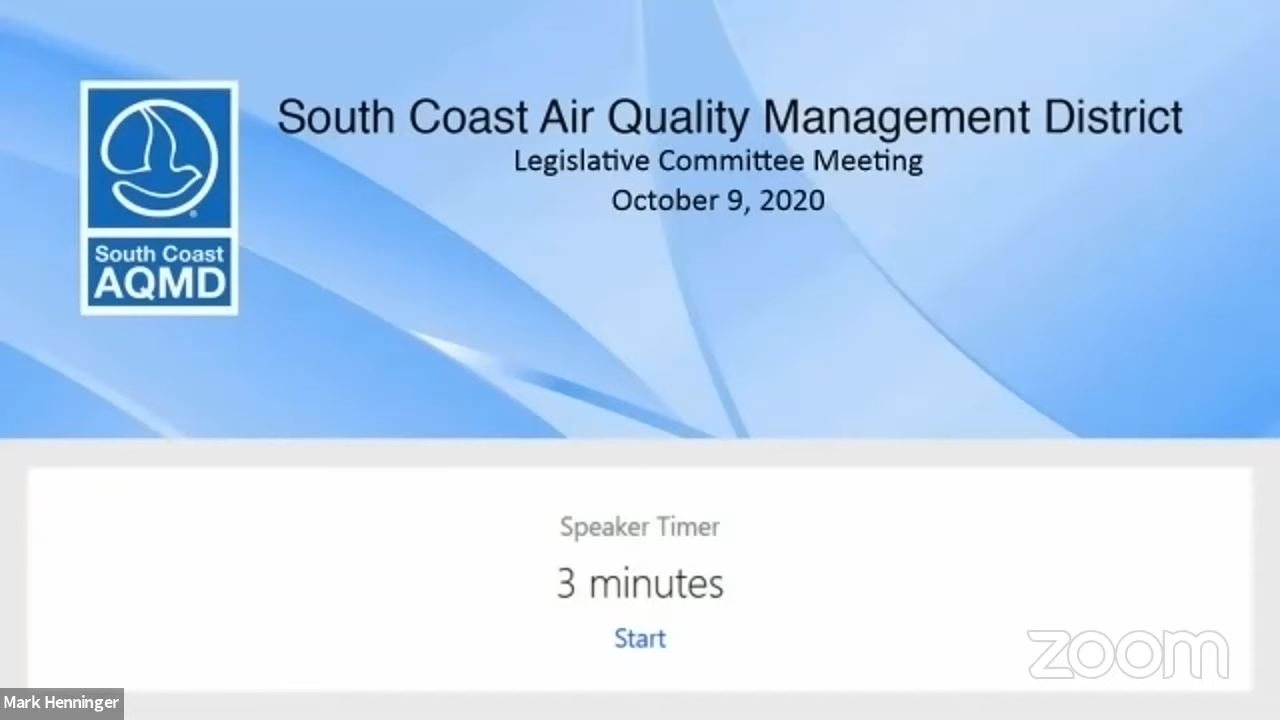 South Coast Air Quality Management District
Legislative Committee Meeting
October 9, 2020
South Coast
AQMD
®
Speaker Timer
3 minutes
Start
zoom
Mark Henninger